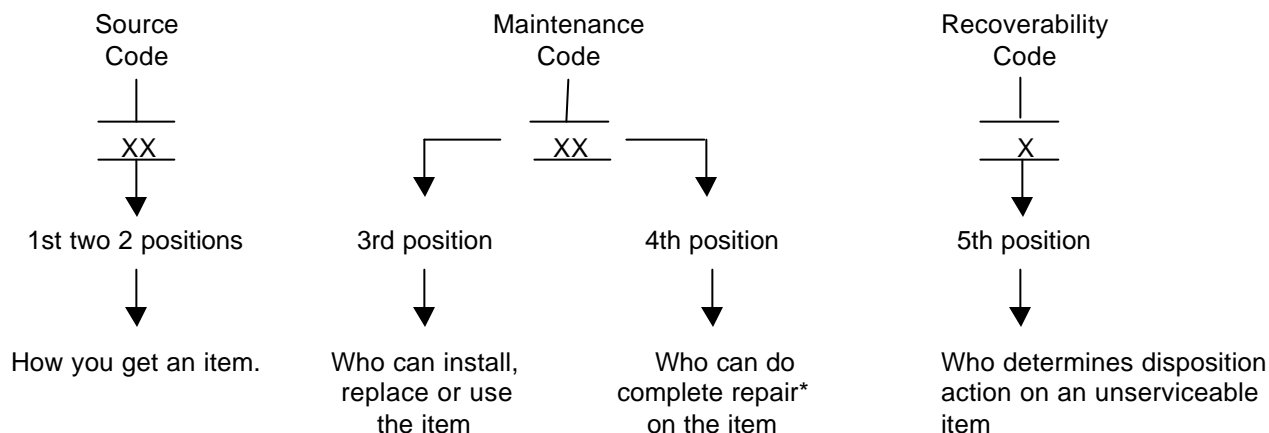 Source
Code
Maintenance
Code
Recoverability
Code
XX
XX
X
1st two 2 positions
3rd position
4th position
5th position
How you get an item.
Who can install,
replace or use
the item
Who can do
complete repair*
on the item
Who determines disposition
action on an unserviceable
item